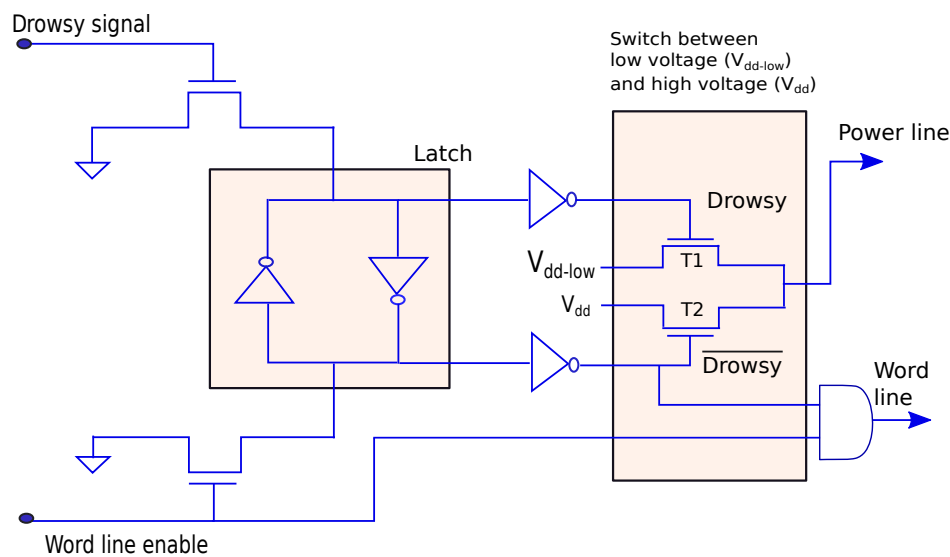 Drowsy signal
Switch between
low voltage (Vdd-low)
and high voltage (Vdd)
Power line
Latch
Drowsy
Vdd-low
T1
Vdd
T2
Drowsy
Word
line
Word line enable